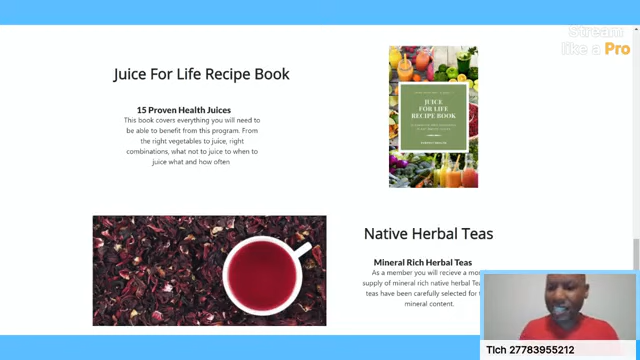 Stream
like a Pro
Juice For Life Recipe Book
15 Proven Health Juices
This book covers everything you will need to
be able to benefit from this program. From
the right vegetables to juice, right
combinations, what not to juice to when to
juice what and how often
JUICE
FOR LIFE
RECIPE BOOK
Native Herbal Teas
Mineral Rich Herbal Teas
As a member you will recieve a mon
supply of mineral rich native herbal Te
teas have been carefully selected for t
mineral content.
Tlch 27783955212